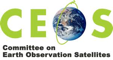 CEOS
Committee on
Earth Observation Satellites